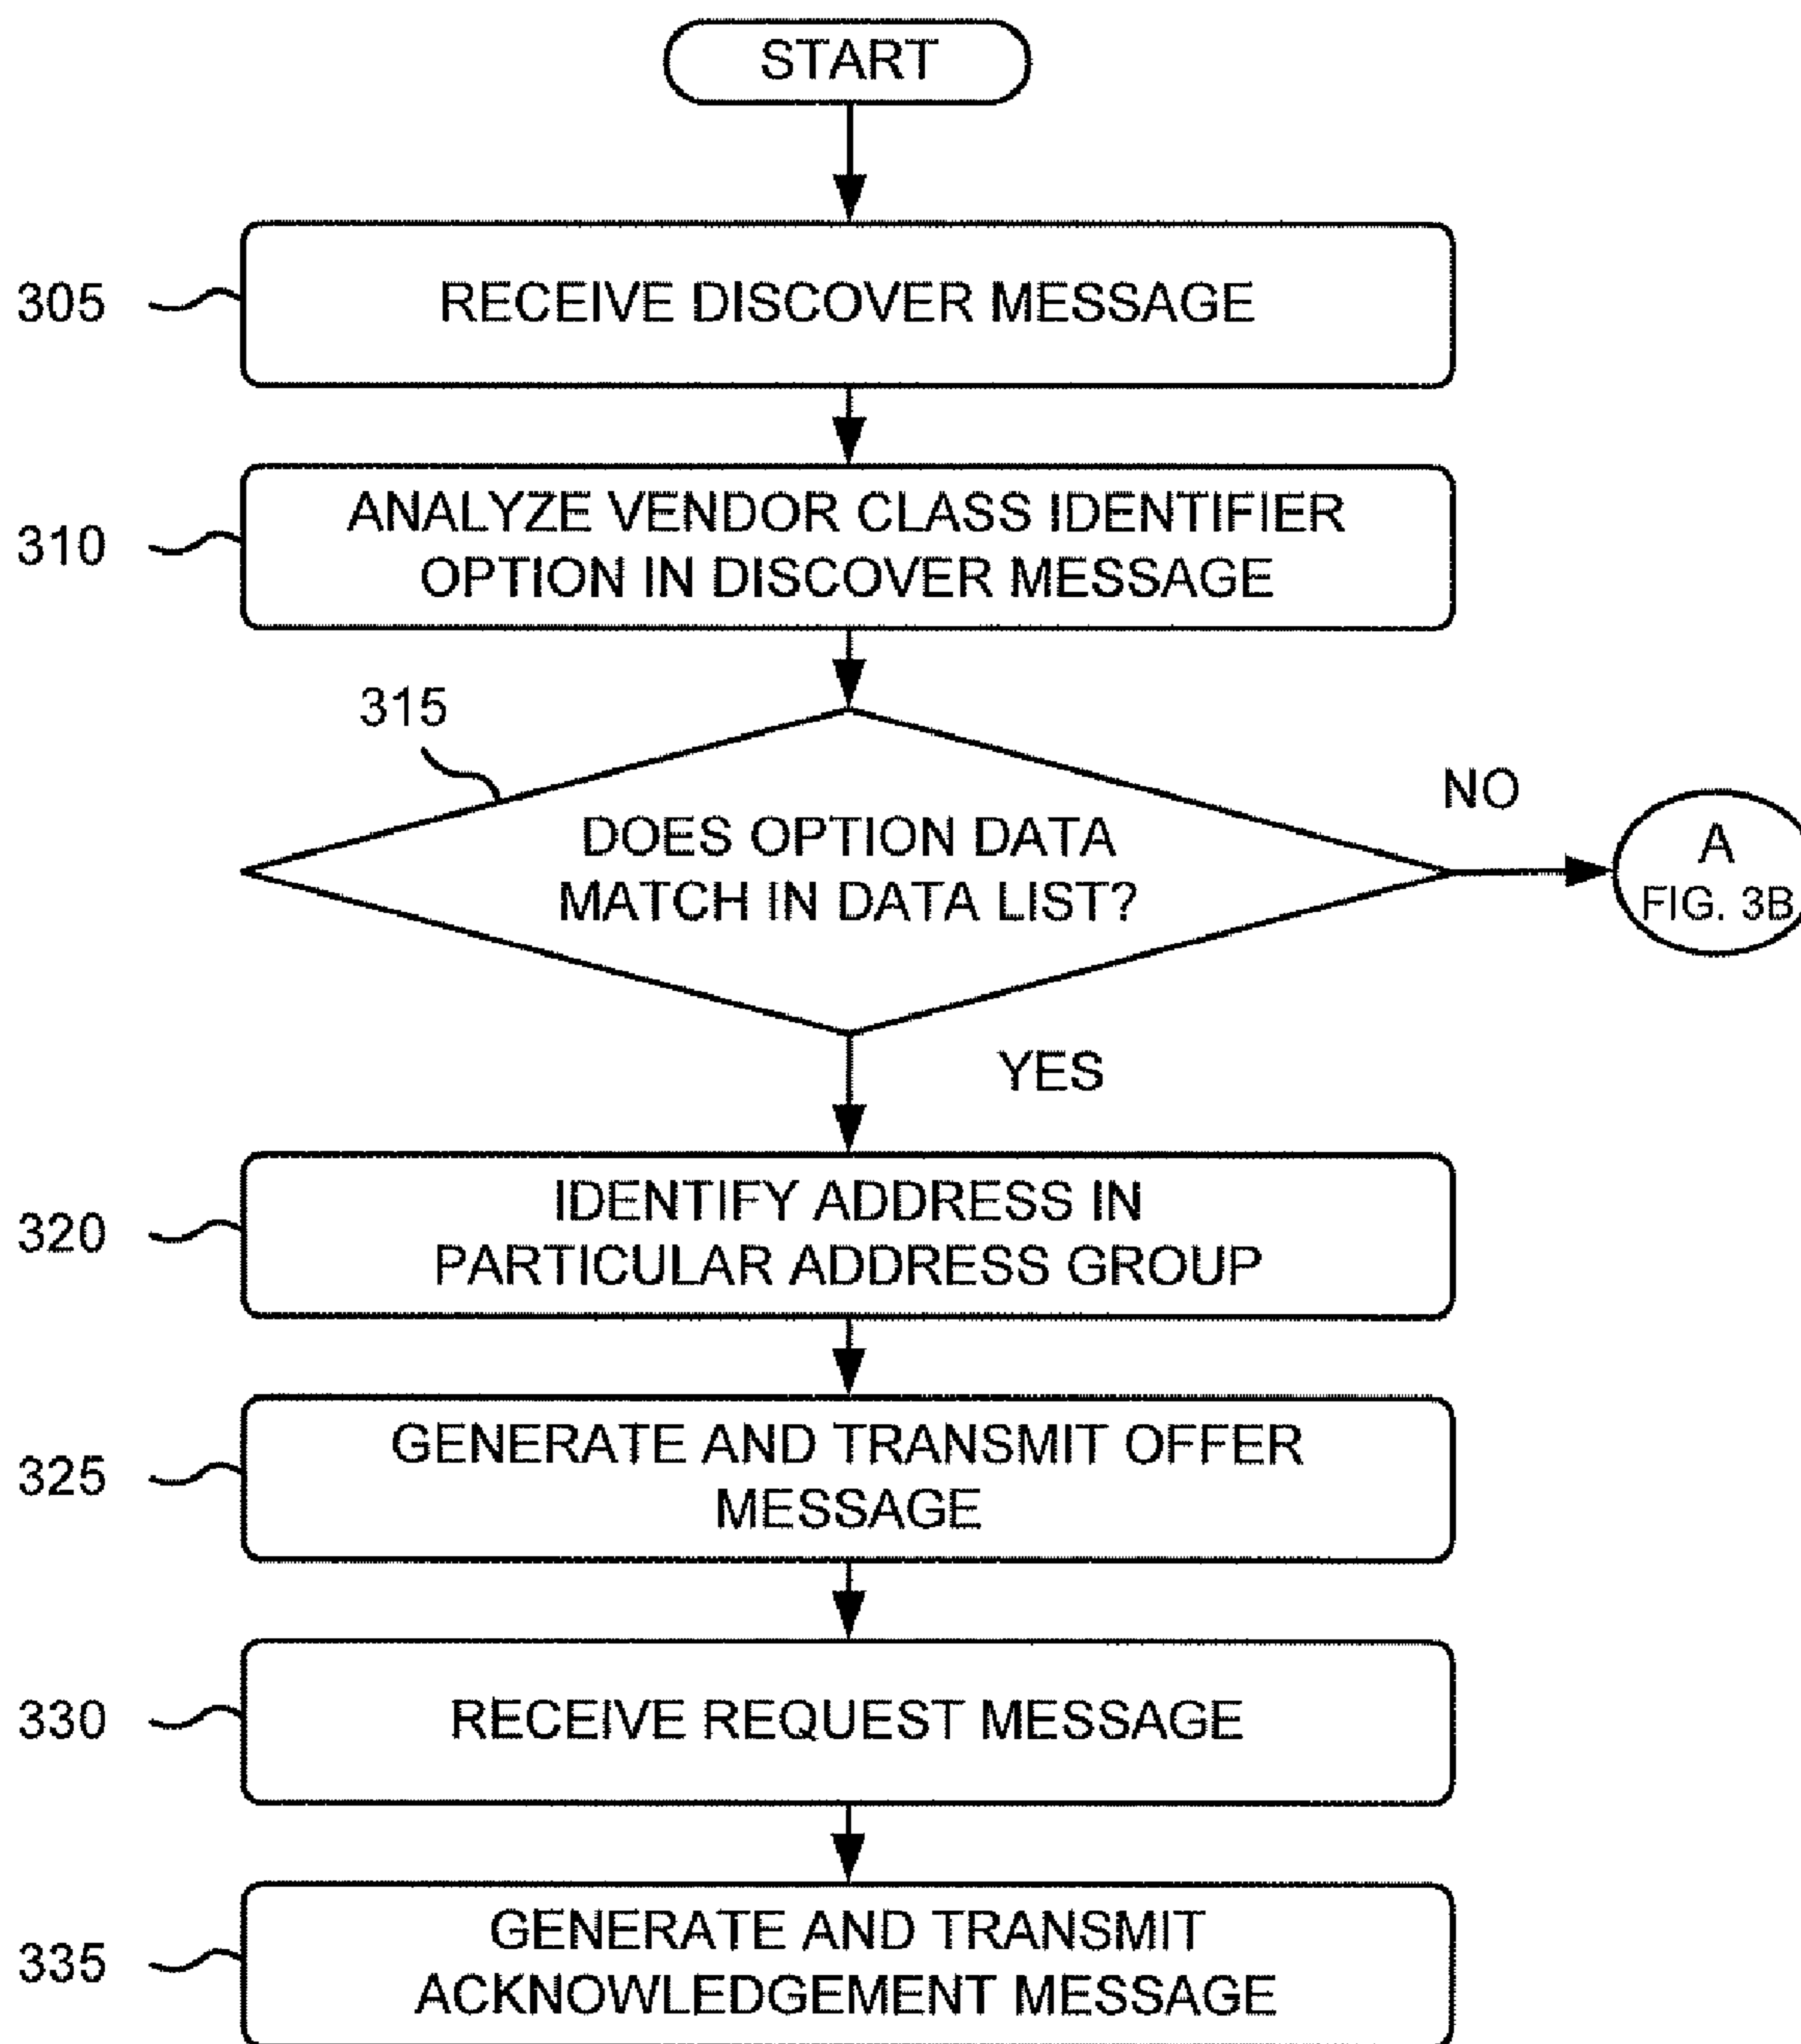 START
305
RECEIVE DISCOVER MESSAGE
310
ANALYZE VENDOR CLASS IDENTIFIER
OPTION IN DISCOVER MESSAGE
315
DOES OPTION DATA
MATCH IN DATA LIST?
NO
A
FIG. 3B
YES
320
IDENTIFY ADDRESS IN
PARTICULAR ADDRESS GROUP
325
GENERATE AND TRANSMIT OFFER
MESSAGE
330
RECEIVE REQUEST MESSAGE
335
GENERATE AND TRANSMIT
ACKNOWLEDGEMENT MESSAGE